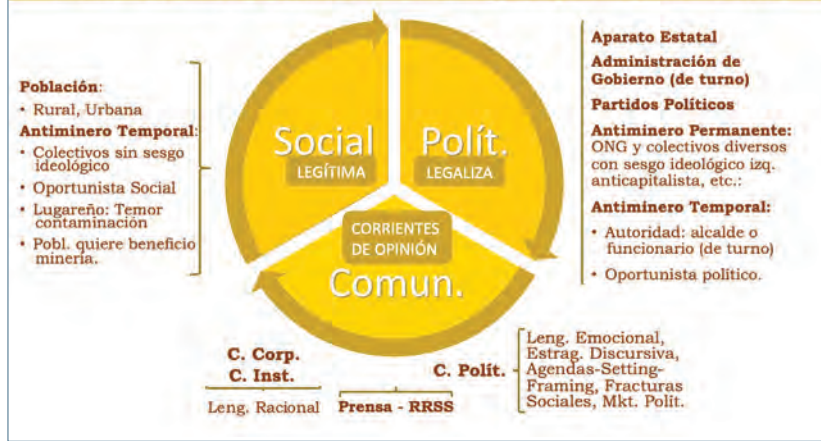 Población:
• Rural, Urbana
Antiminero Temporal:
• Colectivos sin sesgo
ideológico
• Oportunista Social
• Lugareño: Temor
contaminación
• Pobl. quiere beneficio
minería.
Social
LEGÍTIMA
Polít.
LEGALIZA
CORRIENTES
DE OPINIÓN
Comun.
Aparato Estatal
Administración de
Gobierno (de turno)
Partidos Políticos
Antiminero Permanente:
ONG y colectivos diversos
con sesgo ideológico izq.
anticapitalista, etc.:
Antiminero Temporal:
• Autoridad: alcalde o
funcionario (de turno)
• Oportunista político.
C. Corp.
C. Inst.
Leng. Racional
Prensa - RRSS
C. Polít.
Leng. Emocional,
Estrag. Discursiva,
Agendas-Setting-
Framing, Fracturas
Sociales, Mkt. Polit.